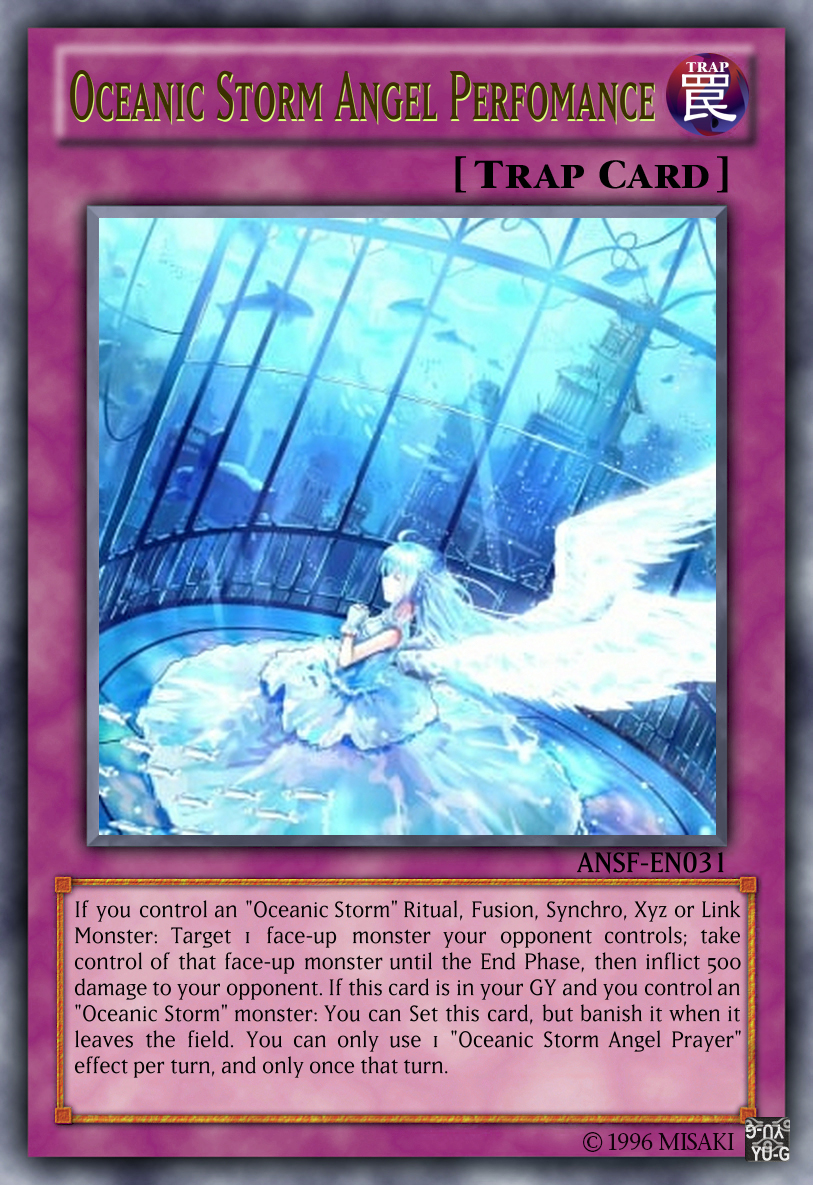 OCEANIC STORM ANGEL PERFOMANCE
TRAP
罠
[TRAP CARD]
ANSF-EN031
If you control an "Oceanic Storm" Ritual, Fusion, Synchro, Xyz or Link
Monster: Target 1 face-up monster your opponent controls; take
control of that face-up monster until the End Phase, then inflict 500
damage to your opponent. If this card is in your GY and you control an
"Oceanic Storm" monster: You can Set this card, but banish it when it
leaves the field. You can only use 1 "Oceanic Storm Angel Prayer"
effect per turn, and only once that turn.
© 1996 MISAKI
YU-G
YU-G